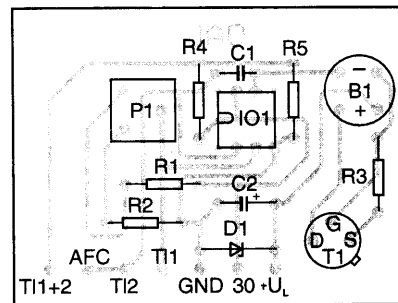 R4 C1 R5
−
P1 IO1 B1
+
R1 R3
C2
+
R2
G
D S
D1 T1
AFC TI1
TI1+2 TI2 GND 30 +UL